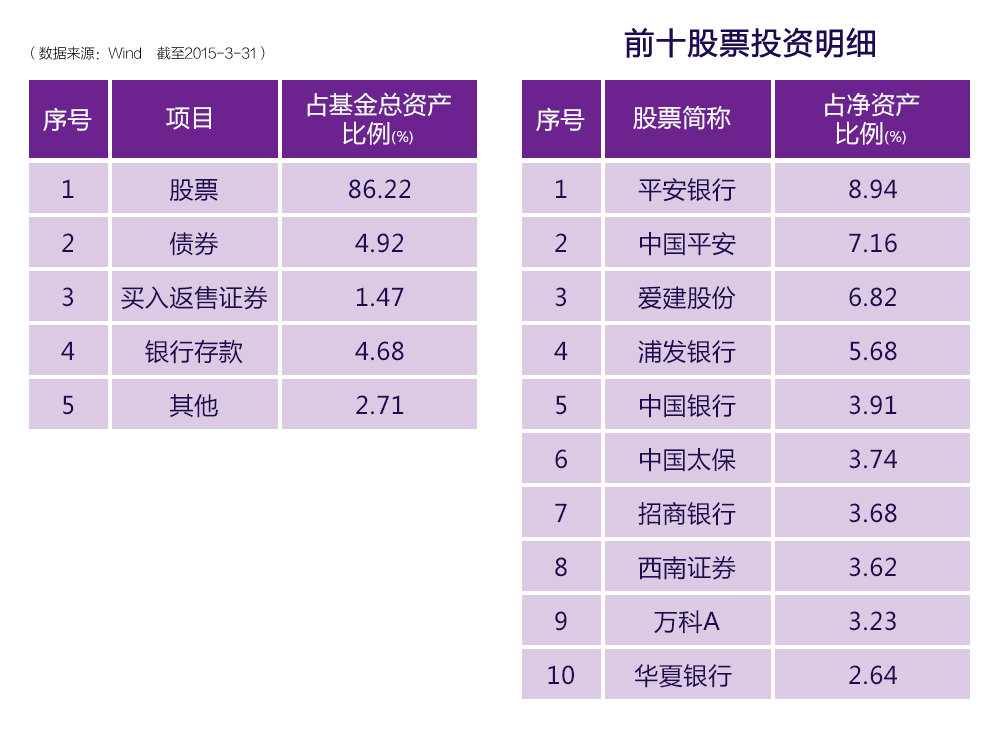 （数据来源：Wind 截至2015-3-31）
序号 项目 占基金总资产
比例(%)
1 股票 86.22
2 债券 4.92
3 买入返售证券 1.47
4 银行存款 4.68
5 其他 2.71
前十股票投资明细
序号 股票简称 占净资产
比例(%)
1 平安银行 8.94
2 中国平安 7.16
3 爱建股份 6.82
4 浦发银行 5.68
5 中国银行 3.91
6 中国太保 3.74
7 招商银行 3.68
8 西南证券 3.62
9 万科A 3.23
10 华夏银行 2.64